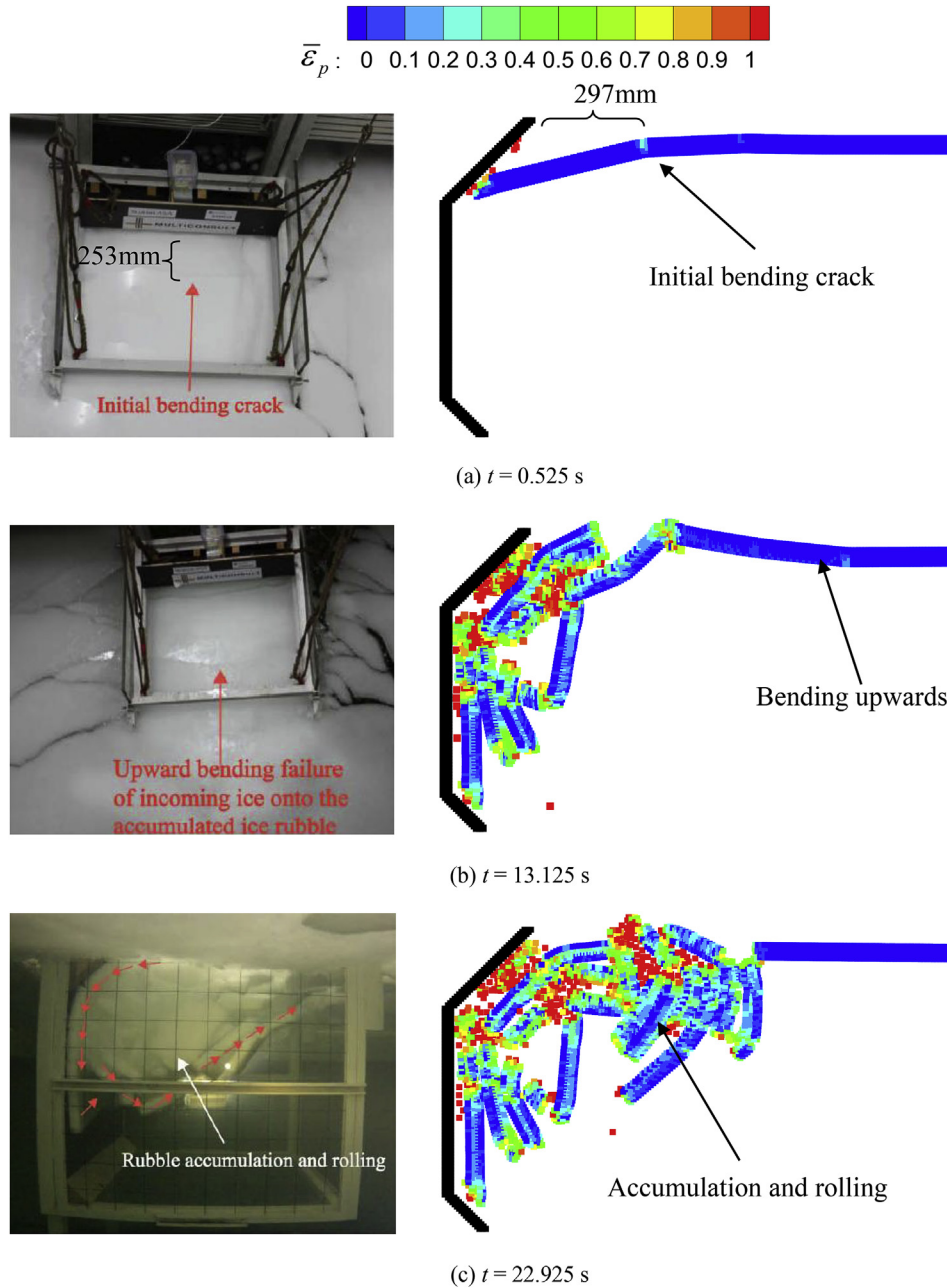 ε̅p : 0 0.1 0.2 0.3 0.4 0.5 0.6 0.7 0.8 0.9 1
297mm
MULTICONSULT
253mm
Initial bending crack
Initial bending crack
(a) t = 0.525 s
MULTICONSULT
Upward bending failure
of incoming ice onto the
accumulated ice rubble
Bending upwards
(b) t = 13.125 s
Rubble accumulation and rolling
Accumulation and rolling
(c) t = 22.925 s